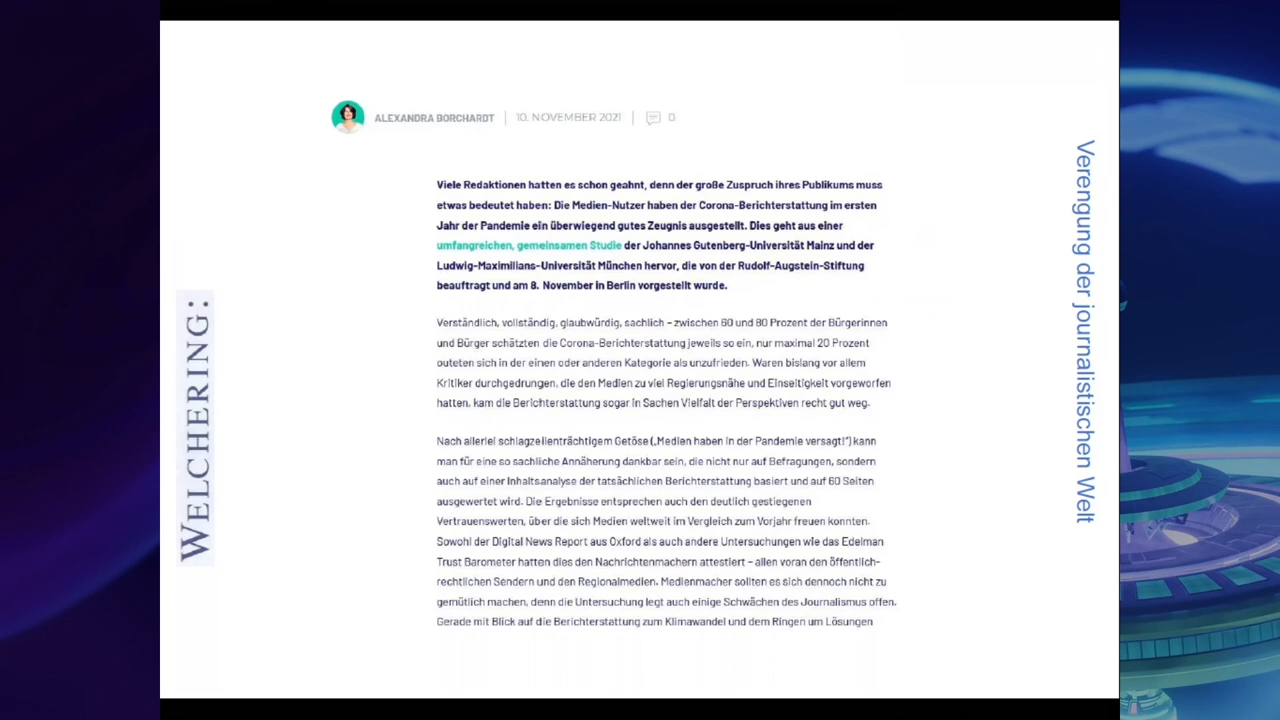 ALEXANDRA BORCHARDT | 10. NOVEMBER 2021 | 0
Viele Redaktionen hatten es schon geahnt, denn der große Zuspruch ihres Publikums muss
etwas bedeutet haben: Die Medien-Nutzer haben der Corona-Berichterstattung im ersten
Jahr der Pandemie ein überwiegend gutes Zeugnis ausgestellt. Dies geht aus einer
umfangreichen, gemeinsamen Studie der Johannes Gutenberg-Universität Mainz und der
Ludwig-Maximilians-Universität München hervor, die von der Rudolf-Augstein-Stiftung
beauftragt und am 8. November in Berlin vorgestellt wurde.
Verständlich, vollständig, glaubwürdig, sachlich – zwischen 60 und 80 Prozent der Bürgerinnen
und Bürger schätzten die Corona-Berichterstattung jeweils so ein, nur maximal 20 Prozent
outeten sich in der einen oder anderen Kategorie als unzufrieden. Waren bislang vor allem
Kritiker durchgedrungen, die den Medien zu viel Regierungsnähe und Einseitigkeit vorgeworfen
hatten, kam die Berichterstattung sogar in Sachen Vielfalt der Perspektiven recht gut weg.
Nach allerlei schlagzeilenträchtigem Getöse („Medien haben in der Pandemie versagt!“) kann
man für eine so sachliche Annäherung dankbar sein, die nicht nur auf Befragungen, sondern
auch auf einer Inhaltsanalyse der tatsächlichen Berichterstattung basiert und auf 60 Seiten
ausgewertet wird. Die Ergebnisse entsprechen auch den deutlich gestiegenen
Vertrauenswerten, über die sich Medien weltweit im Vergleich zum Vorjahr freuen konnten.
Sowohl der Digital News Report aus Oxford als auch andere Untersuchungen wie das Edelman
Trust Barometer hatten dies den Nachrichtenmachern attestiert – allen voran den öffentlich-
rechtlichen Sendern und den Regionalmedien. Medienmacher sollten es sich dennoch nicht zu
gemütlich machen, denn die Untersuchung legt auch einige Schwächen des Journalismus offen.
Gerade mit Blick auf die Berichterstattung zum Klimawandel und dem Ringen um Lösungen
WELCHERING:
Verengung der journalistischen Welt